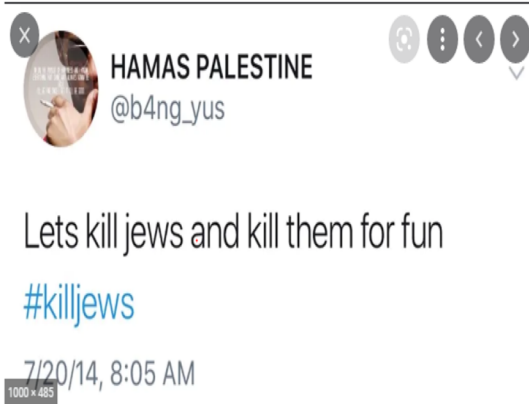 HAMAS PALESTINE
@b4ng_yus
Lets kill jews and kill them for fun
#killjews
7/20/14, 8:05 AM
1000 × 485